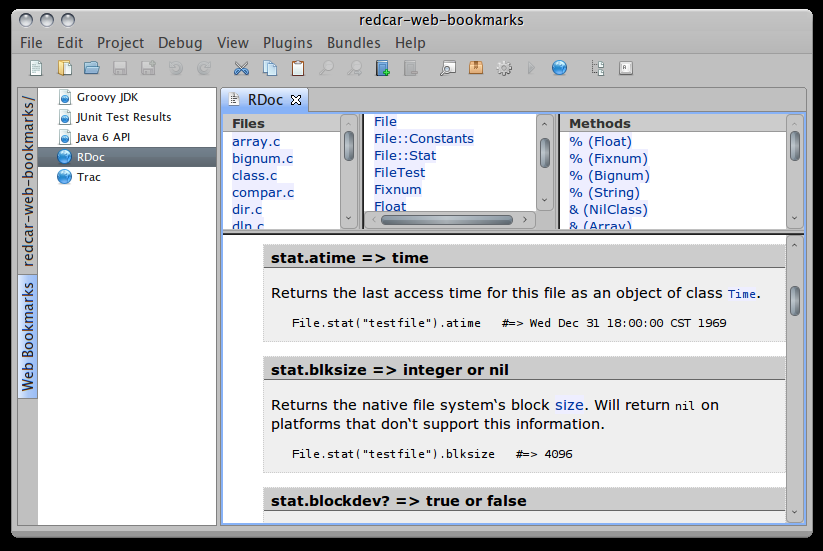 redcar-web-bookmarks
File Edit Project Debug View Plugins Bundles Help
redcar-web-bookmarks/
Web Bookmarks
Groovy JDK
JUnit Test Results
Java 6 API
RDoc
Trac
RDoc
Files
array.c
bignum.c
class.c
compar.c
dir.c
dln.c
File
File::Constants
File::Stat
FileTest
Fixnum
Float
Methods
% (Float)
% (Fixnum)
% (Bignum)
% (String)
& (NilClass)
& (Array)
stat.atime => time
Returns the last access time for this file as an object of class Time.
File.stat("testfile").atime #=> Wed Dec 31 18:00:00 CST 1969
stat.blksize => integer or nil
Returns the native file system‘s block size. Will return nil on
platforms that don‘t support this information.
File.stat("testfile").blksize #=> 4096
stat.blockdev? => true or false